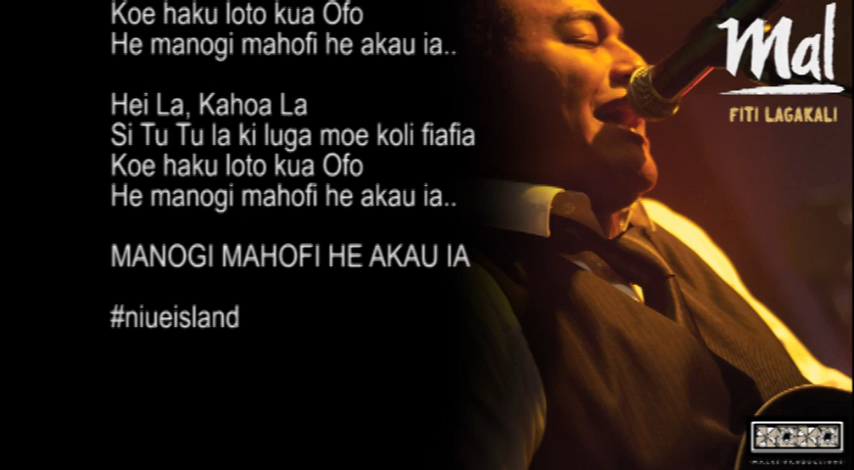 Koe haku loto kua Ofo
He manogi mahofi he akau ia..
Hei La, Kahoa La
Si Tu Tu la ki luga moe koli fiafia
Koe haku loto kua Ofo
He manogi mahofi he akau ia..
MANOGI MAHOFI HE AKAU IA
#niueisland
Mal
FITI LAGAKALI